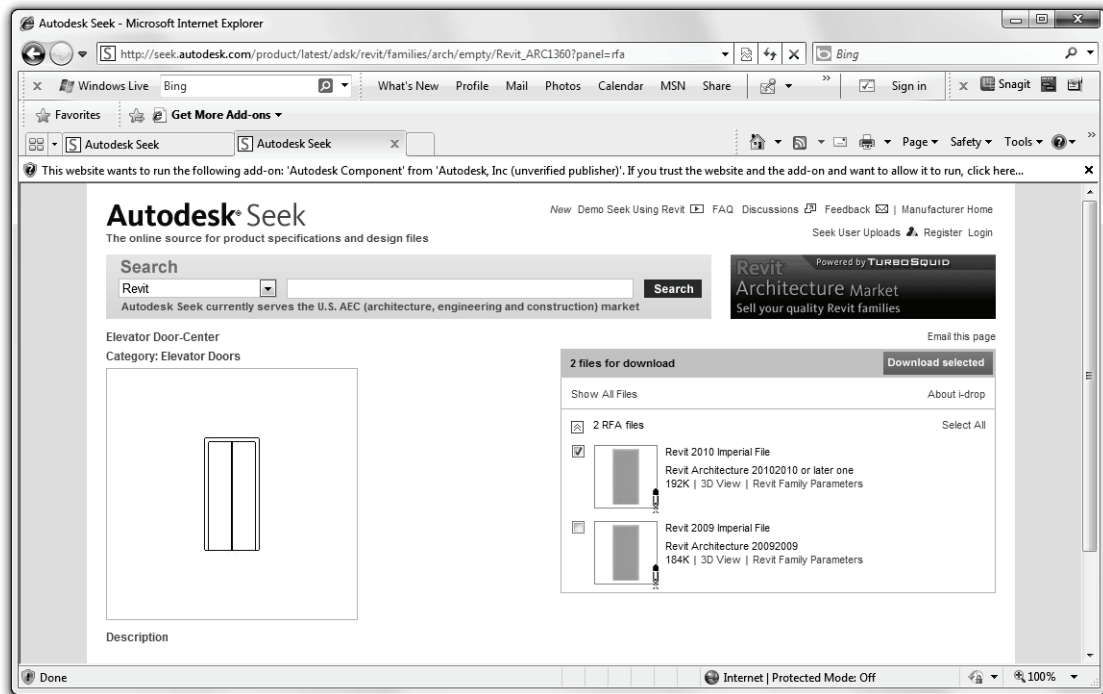 Autodesk Seek - Microsoft Internet Explorer
http://seek.autodesk.com/product/latest/adsk/revit/families/arch/empty/Revit_ARC1360?panel=rfa
Bing
x Windows Live Bing What's New Profile Mail Photos Calendar MSN Share » Sign in x Snagit
Favorites Get More Add-ons
Autodesk Seek Autodesk Seek x Page Safety Tools »
This website wants to run the following add-on: 'Autodesk Component' from 'Autodesk, Inc (unverified publisher)'. If you trust the website and the add-on and want to allow it to run, click here... x
Autodesk® Seek
New Demo Seek Using Revit FAQ Discussions Feedback | Manufacturer Home
The online source for product specifications and design files
Seek User Uploads Register Login
Search
Revit Search
Autodesk Seek currently serves the U.S. AEC (architecture, engineering and construction) market
Revit Powered by TURBOSQUID
Architecture Market
Sell your quality Revit families
Elevator Door-Center
Email this page
Category: Elevator Doors
2 files for download Download selected
Show All Files About i-drop
2 RFA files Select All
Revit 2010 Imperial File
Revit Architecture 20102010 or later one
192K | 3D View | Revit Family Parameters
Revit 2009 Imperial File
Revit Architecture 20092009
184K | 3D View | Revit Family Parameters
Description
Done Internet | Protected Mode: Off 100%